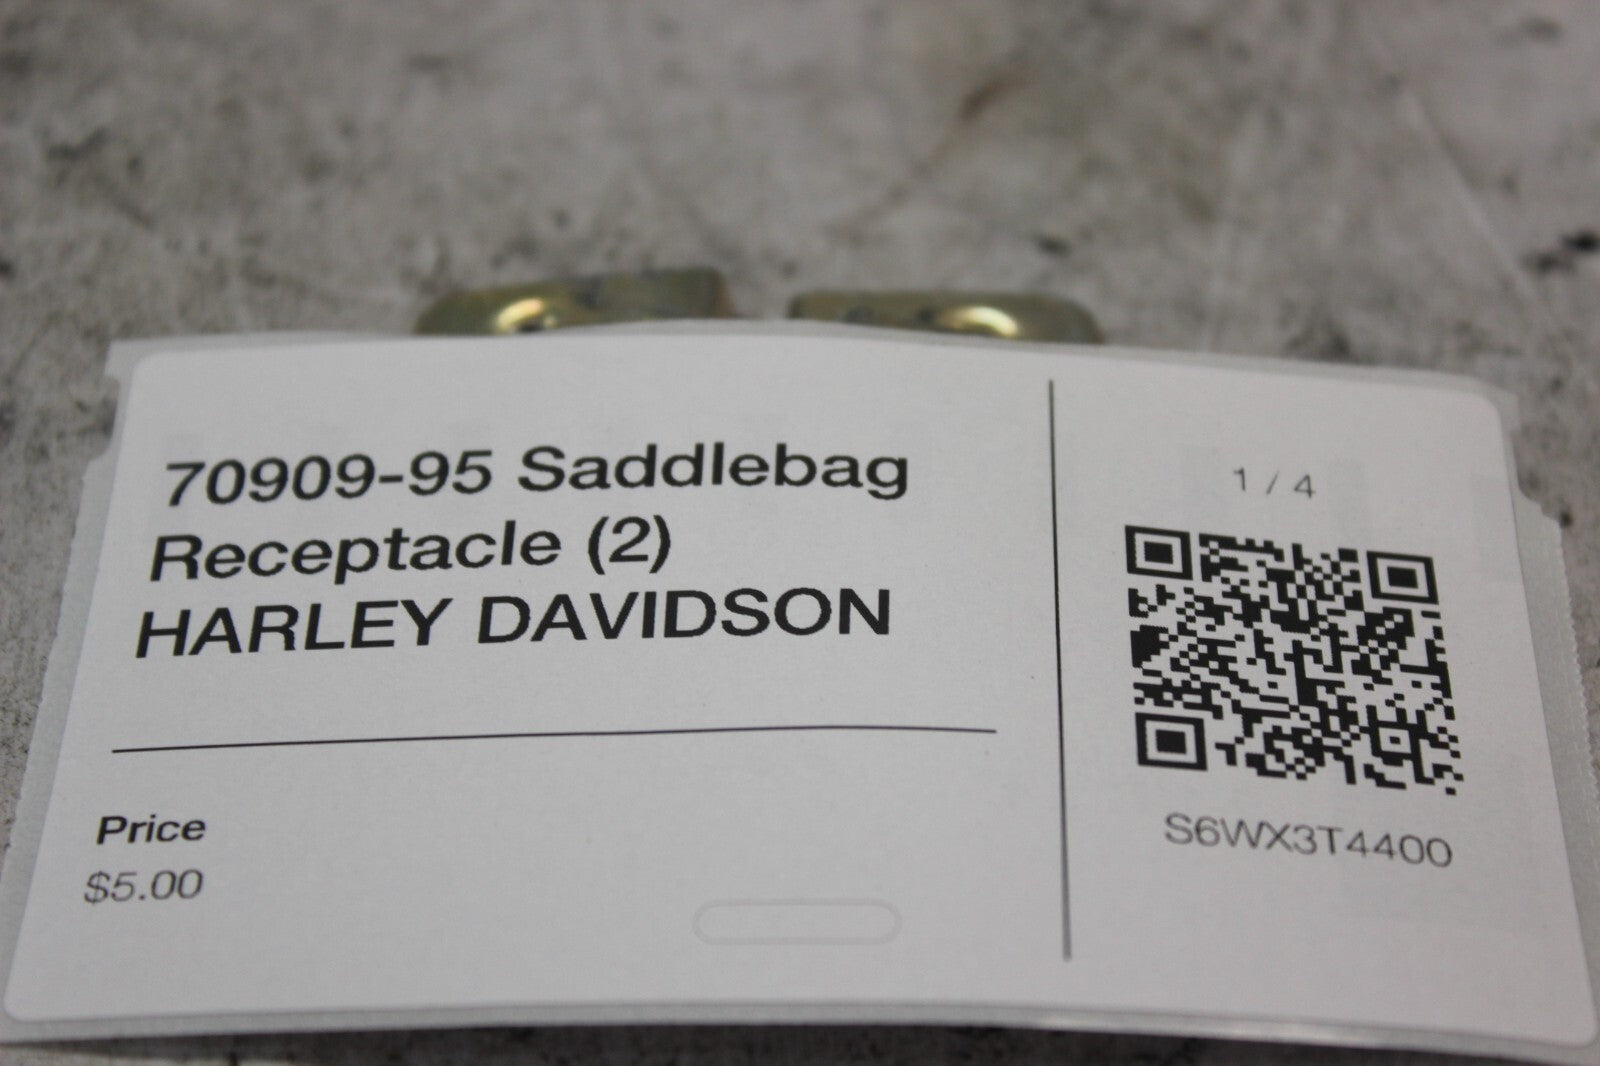 70909-95 Saddlebag
Receptacle (2)
HARLEY DAVIDSON
Price
$5.00
1 / 4
S6WX3T4400